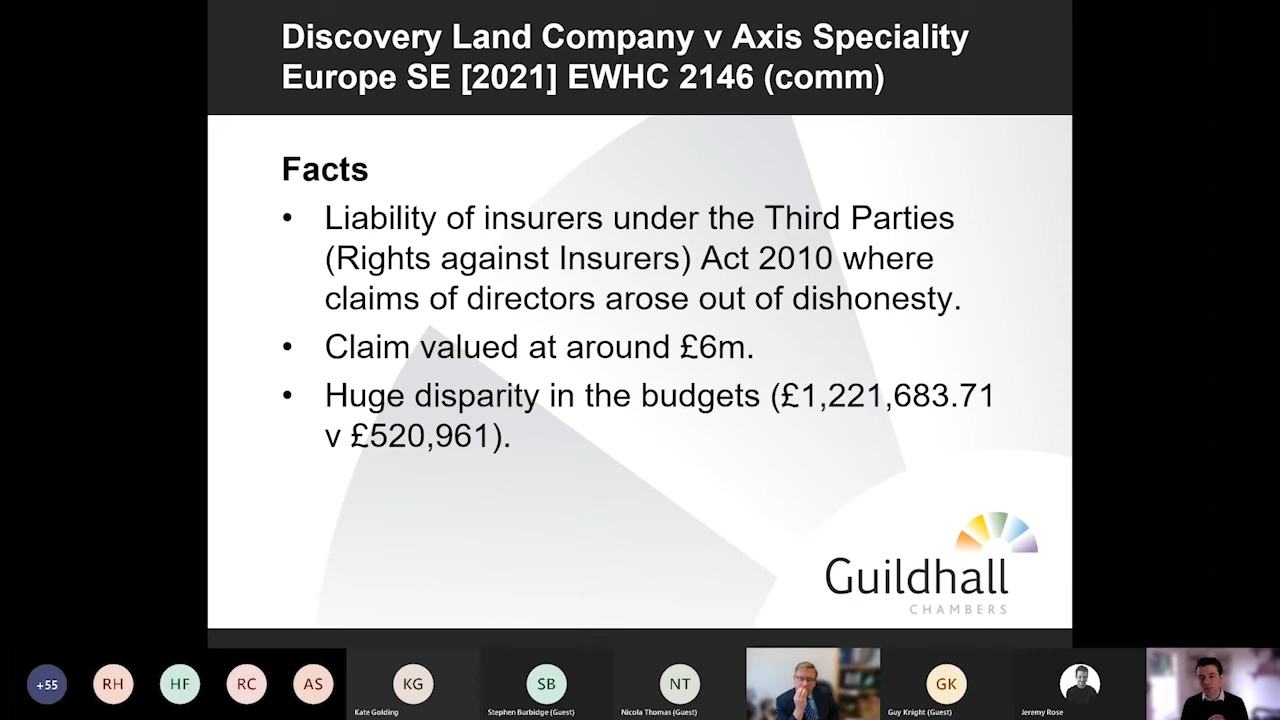 Discovery Land Company v Axis Speciality
Europe SE [2021] EWHC 2146 (comm)
Facts
• Liability of insurers under the Third Parties
(Rights against Insurers) Act 2010 where
claims of directors arose out of dishonesty.
• Claim valued at around £6m.
• Huge disparity in the budgets (£1,221,683.71
v £520,961).
Guildhall
CHAMBERS
+55
RH
HF
RC
AS
KG
SB
NT
GK
Kate Golding
Stephen Burbidge (Guest)
Nicola Thomas (Guest)
Guy Knight (Guest)
Jeremy Rose